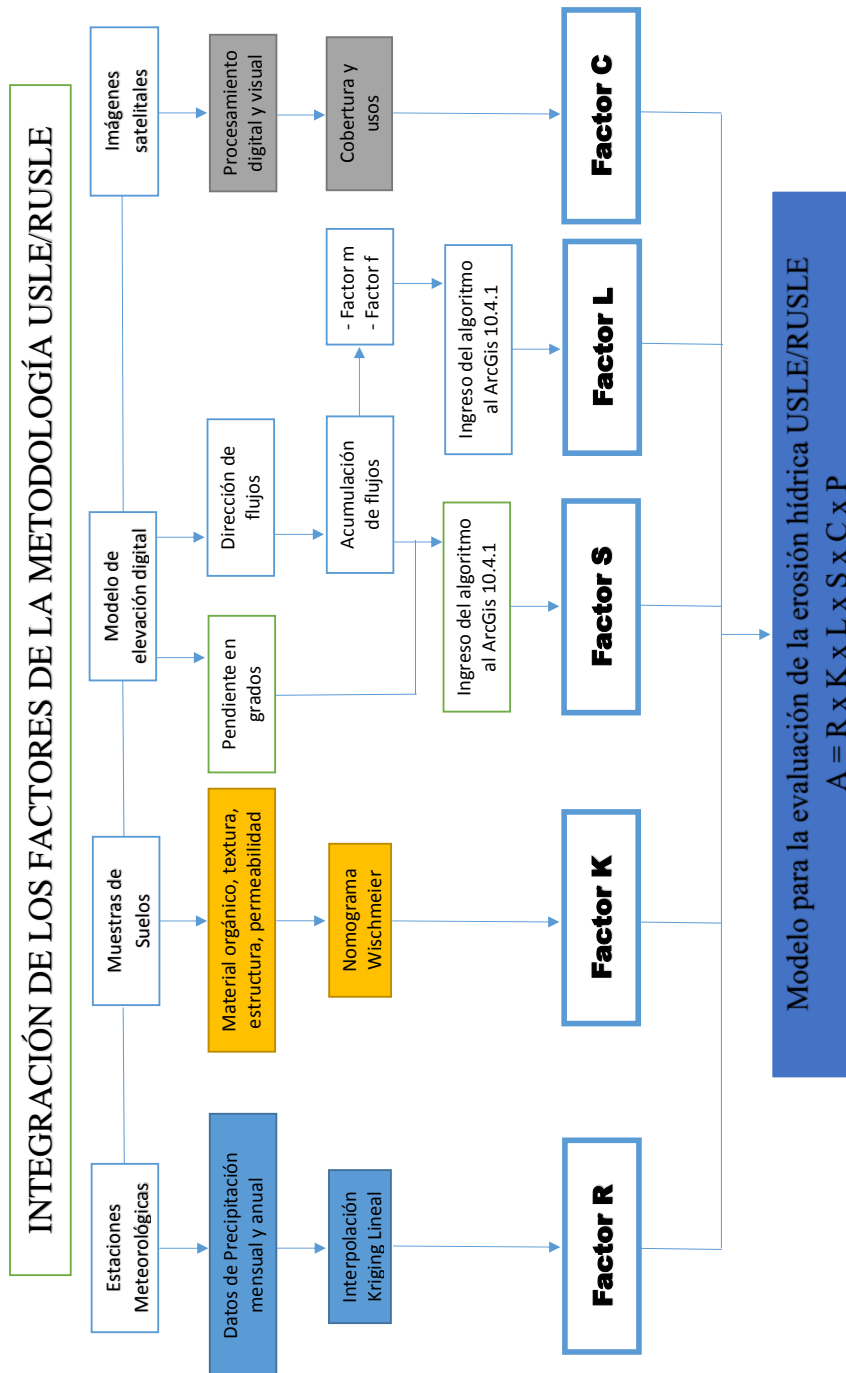 INTEGRACIÓN DE LOS FACTORES DE LA METODOLOGÍA USLE/RUSLE
Estaciones
Meteorológicas
Muestras de
Suelos
Modelo de
elevación digital
Imágenes
satelitales
Datos de Precipitación
mensual y anual
Material orgánico, textura,
estructura, permeabilidad
Pendiente en
grados
Dirección de
flujos
Procesamiento
digital y visual
Interpolación
Kriging Lineal
Nomograma
Wischmeier
Acumulación
de flujos
- Factor m
- Factor f
Cobertura y
usos
Ingreso del algoritmo
al ArcGis 10.4.1
Ingreso del algoritmo
al ArcGis 10.4.1
Factor R
Factor K
Factor S
Factor L
Factor C
Modelo para la evaluación de la erosión hídrica USLE/RUSLE
A = R x K x L x S x C x P